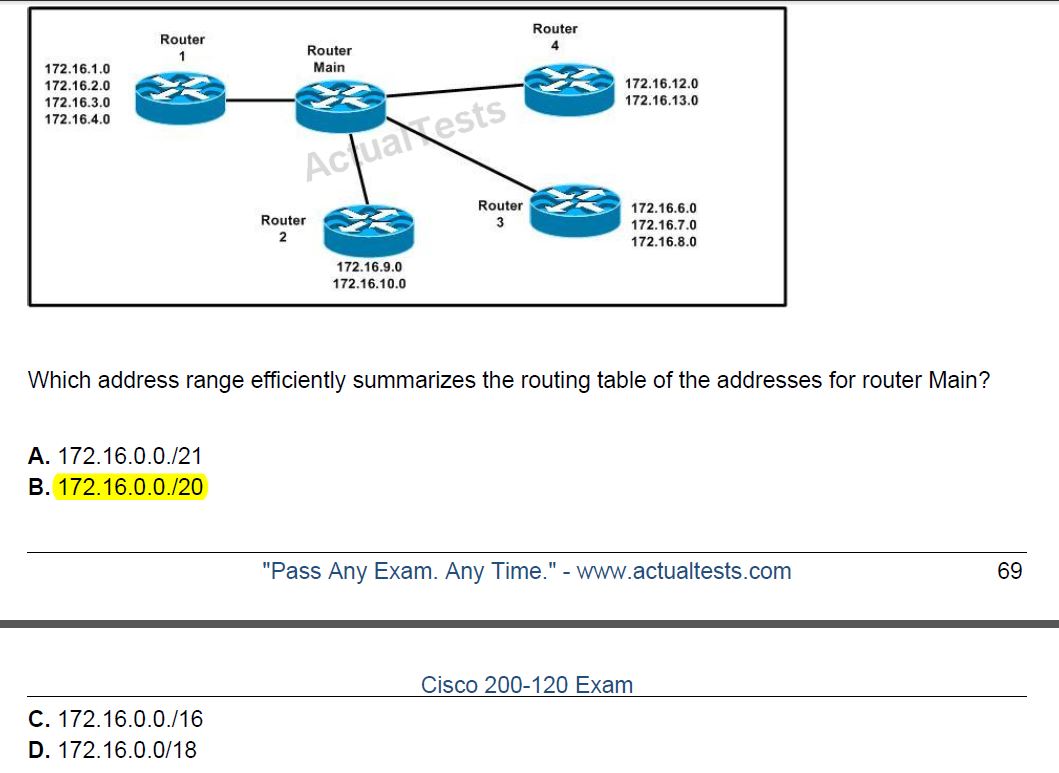 Router
1
172.16.1.0
172.16.2.0
172.16.3.0
172.16.4.0
Router
Main
Router
4
172.16.12.0
172.16.13.0
ActualTests
Router
2
172.16.9.0
172.16.10.0
Router
3
172.16.6.0
172.16.7.0
172.16.8.0
Which address range efficiently summarizes the routing table of the addresses for router Main?
A. 172.16.0.0./21
B. 172.16.0.0./20
"Pass Any Exam. Any Time." - www.actualtests.com 69
Cisco 200-120 Exam
C. 172.16.0.0./16
D. 172.16.0.0/18